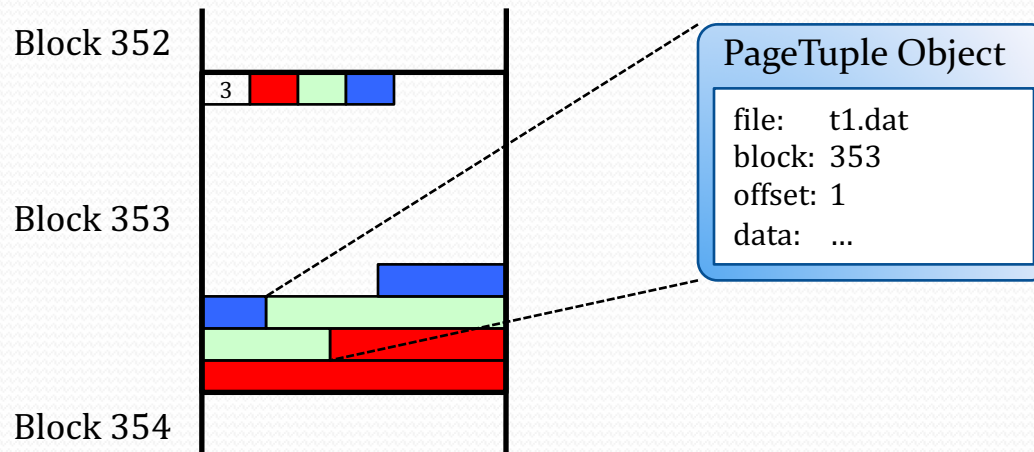 Block 352
3
Block 353
Block 354
PageTuple Object
file: t1.dat
block: 353
offset: 1
data: ...